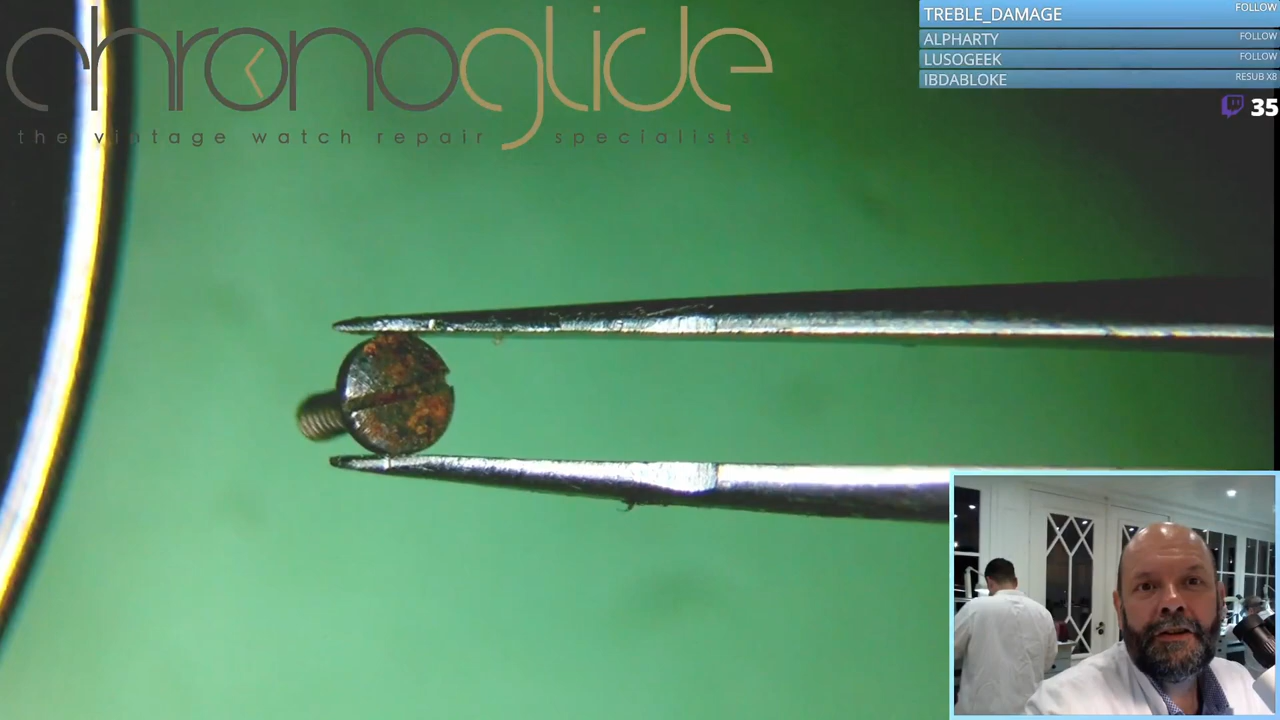 chronoglide
the vintage watch repair specialists
TREBLE_DAMAGE FOLLOW
ALPHARTY FOLLOW
LUSOGEEK FOLLOW
IBDABLOKE RESUB X8
35